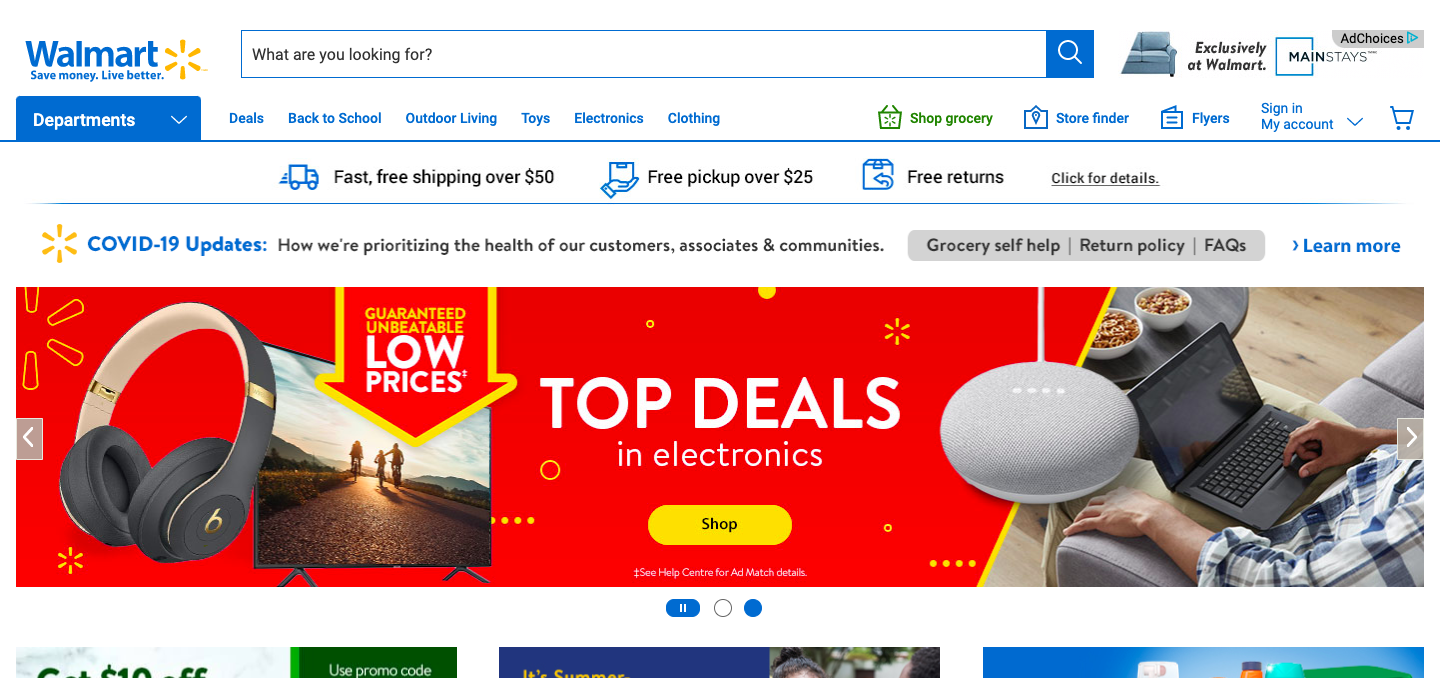 Walmart
Save money. Live better.
What are you looking for?
Exclusively
at Walmart.
MAINSTAYS™
AdChoices
Departments
Deals
Back to School
Outdoor Living
Toys
Electronics
Clothing
Shop grocery
Store finder
Flyers
Sign in
My account
Fast, free shipping over $50
Free pickup over $25
Free returns
Click for details.
COVID-19 Updates: How we're prioritizing the health of our customers, associates & communities.
Grocery self help | Return policy | FAQs
› Learn more
GUARANTEED
UNBEATABLE
LOW
PRICES‡
TOP DEALS
in electronics
Shop
‡See Help Centre for Ad Match details.
Get $10 off
Use promo code
It's Summer.